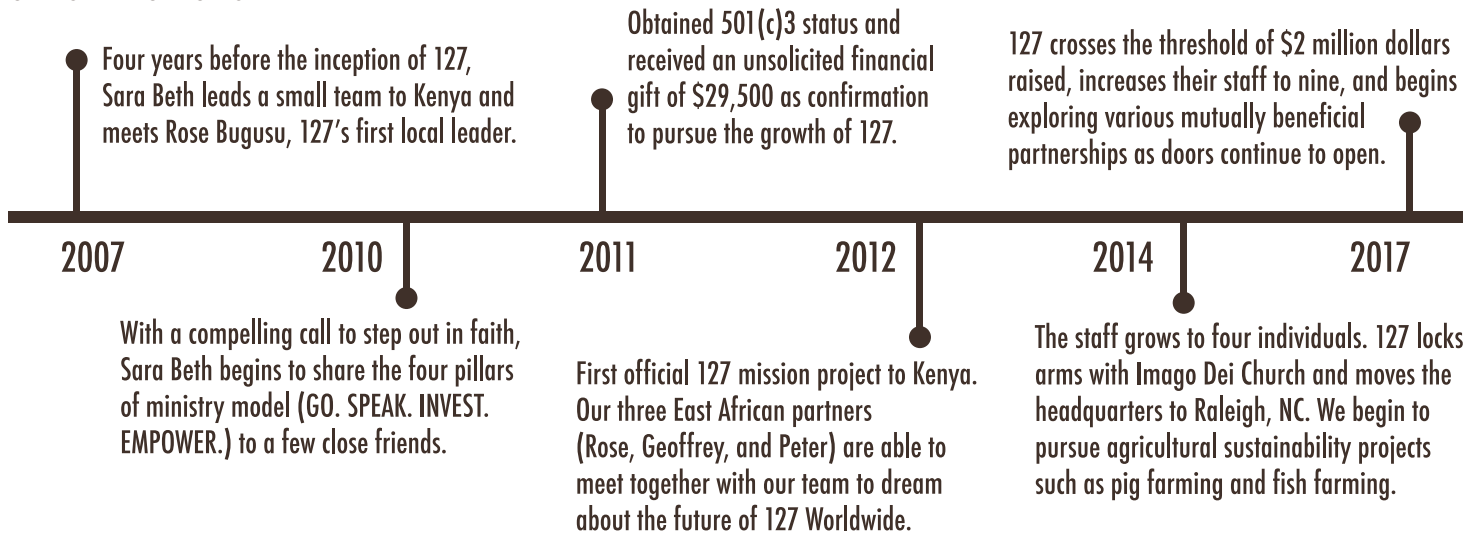 Four years before the inception of 127,
Sara Beth leads a small team to Kenya and
meets Rose Bugusu, 127's first local leader.
Obtained 501(c)3 status and
received an unsolicited financial
gift of $29,500 as confirmation
to pursue the growth of 127.
127 crosses the threshold of $2 million dollars
raised, increases their staff to nine, and begins
exploring various mutually beneficial
partnerships as doors continue to open.
2007
2010
2011
2012
2014
2017
With a compelling call to step out in faith,
Sara Beth begins to share the four pillars
of ministry model (GO. SPEAK. INVEST.
EMPOWER.) to a few close friends.
First official 127 mission project to Kenya.
Our three East African partners
(Rose, Geoffrey, and Peter) are able to
meet together with our team to dream
about the future of 127 Worldwide.
The staff grows to four individuals. 127 locks
arms with Imago Dei Church and moves the
headquarters to Raleigh, NC. We begin to
pursue agricultural sustainability projects
such as pig farming and fish farming.